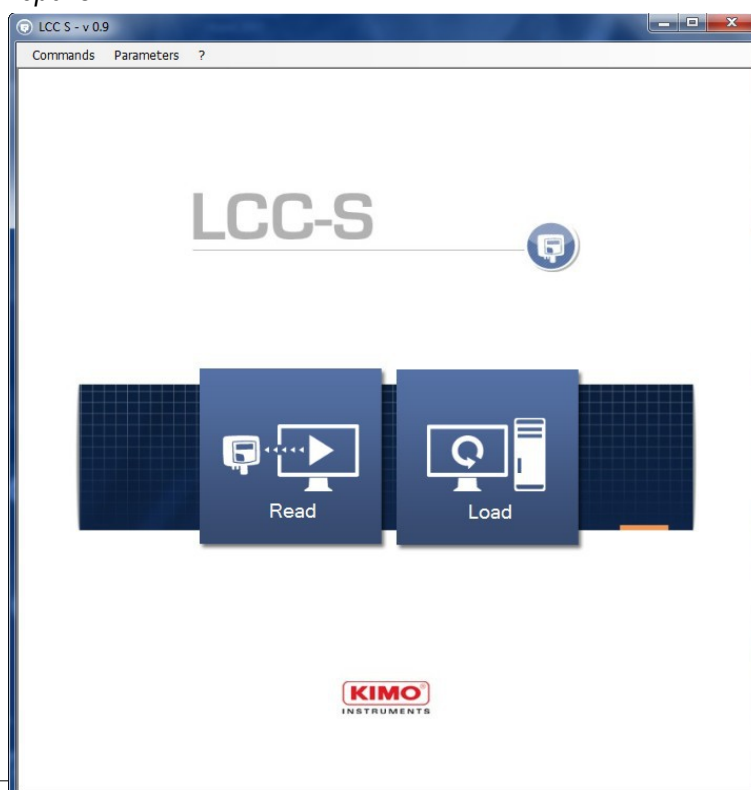 LCC S - v 0.9
Commands Parameters ?
LCC-S
Read Load
KIMO®
INSTRUMENTS